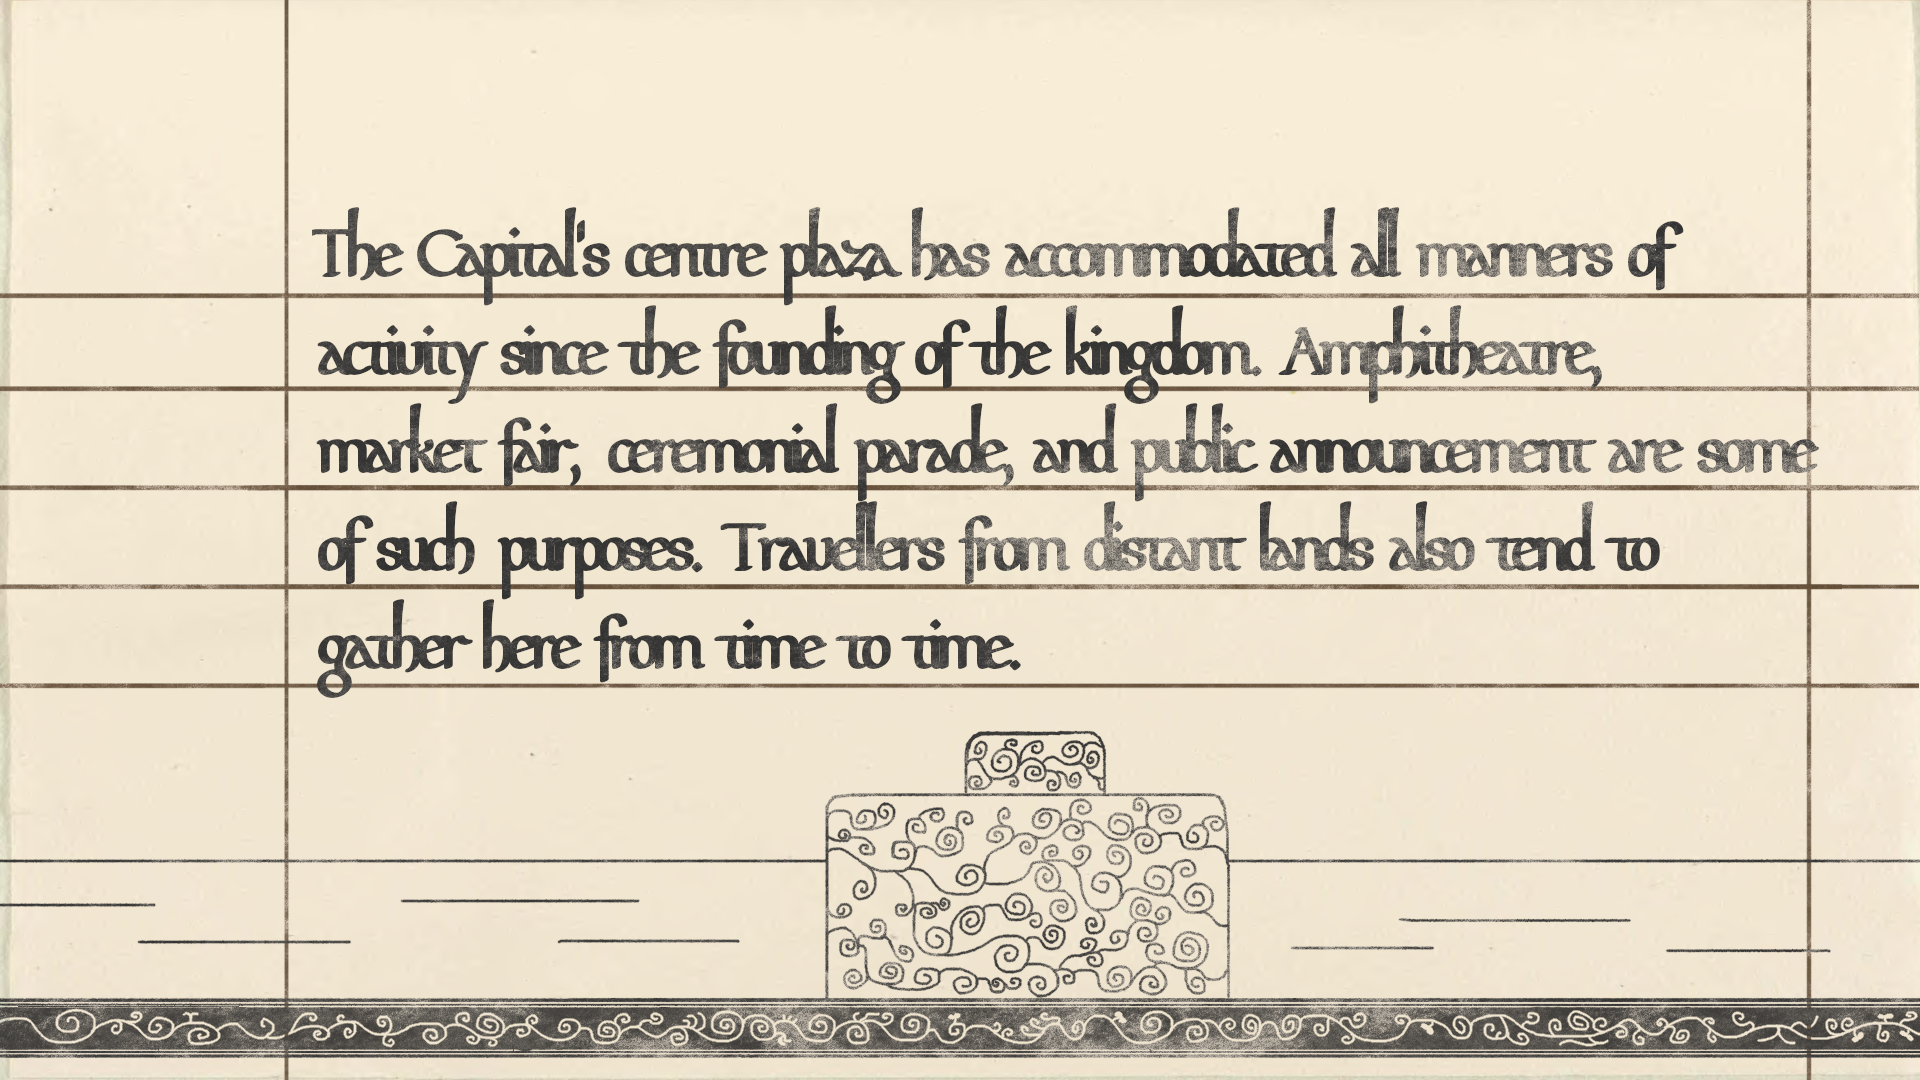 The Capital's centre plaza has accommodated all manners of
activity since the founding of the kingdom. Amphitheatre,
market fair, ceremonial parade, and public announcement are some
of such purposes. Travellers from distant lands also tend to
gather here from time to time.